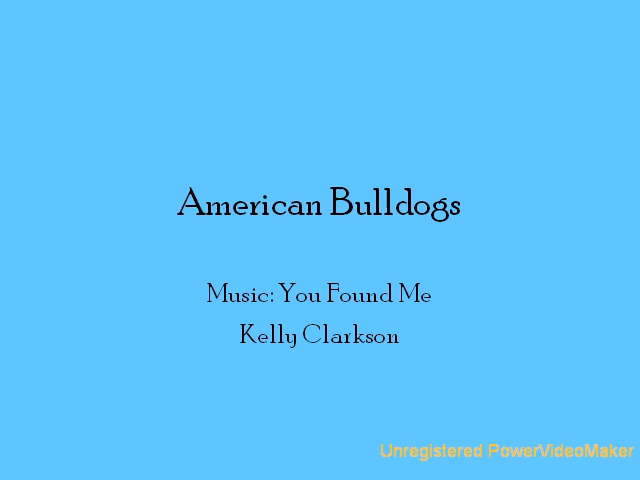 American Bulldogs
Music: You Found Me
Kelly Clarkson
Unregistered PowerVideoMaker